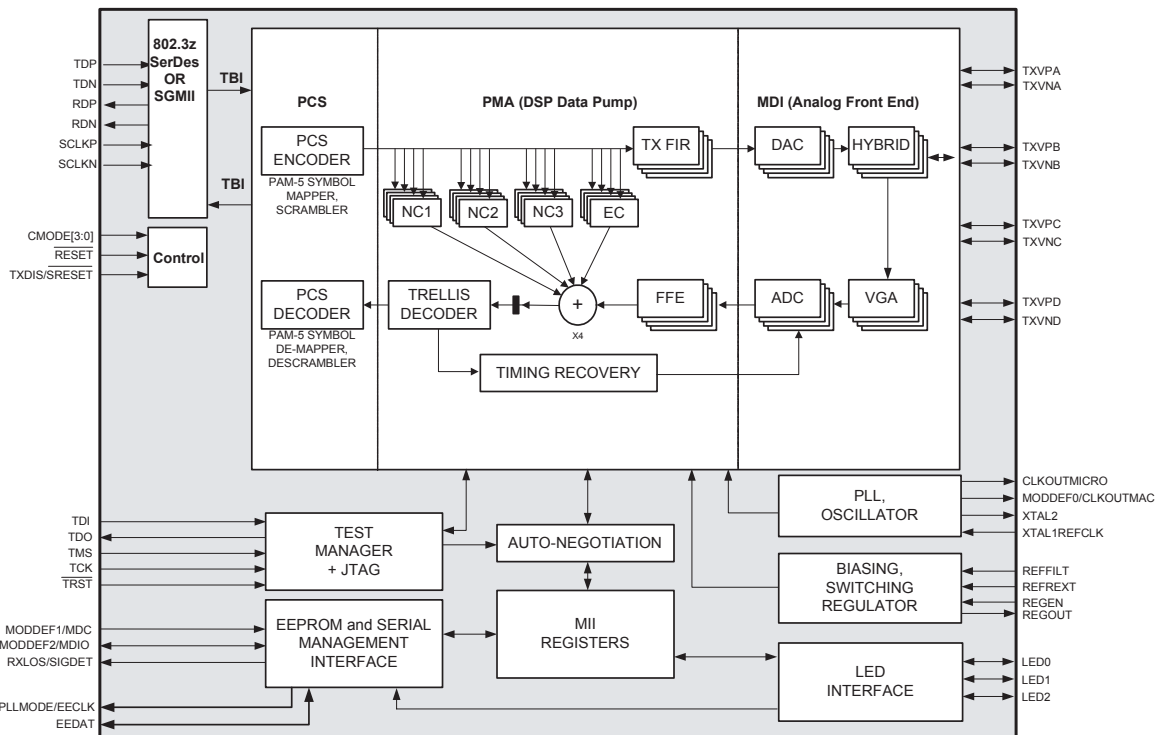 802.3z
SerDes
OR
SGMII
TDP
TDN
RDP
RDN
SCLKP
SCLKN
TBI
TBI
CMODE[3:0]
RESET
TXDIS/SRESET
Control
PCS
PMA (DSP Data Pump)
MDI (Analog Front End)
PCS
ENCODER
PAM-5 SYMBOL
MAPPER,
SCRAMBLER
TX FIR
DAC
HYBRID
NC1
NC2
NC3
EC
PCS
DECODER
PAM-5 SYMBOL
DE-MAPPER,
DESCRAMBLER
TRELLIS
DECODER
+
X4
FFE
ADC
VGA
TIMING RECOVERY
TXVPA
TXVNA
TXVPB
TXVNB
TXVPC
TXVNC
TXVPD
TXVND
TDI
TDO
TMS
TCK
TRST
TEST
MANAGER
+ JTAG
AUTO-NEGOTIATION
PLL,
OSCILLATOR
CLKOUTMICRO
MODDEF0/CLKOUTMAC
XTAL2
XTAL1REFCLK
BIASING,
SWITCHING
REGULATOR
REFFILT
REFREXT
REGEN
REGOUT
MODDEF1/MDC
MODDEF2/MDIO
RXLOS/SIGDET
EEPROM and SERIAL
MANAGEMENT
INTERFACE
MII
REGISTERS
LED
INTERFACE
LED0
LED1
LED2
PLLMODE/EECLK
EEDAT